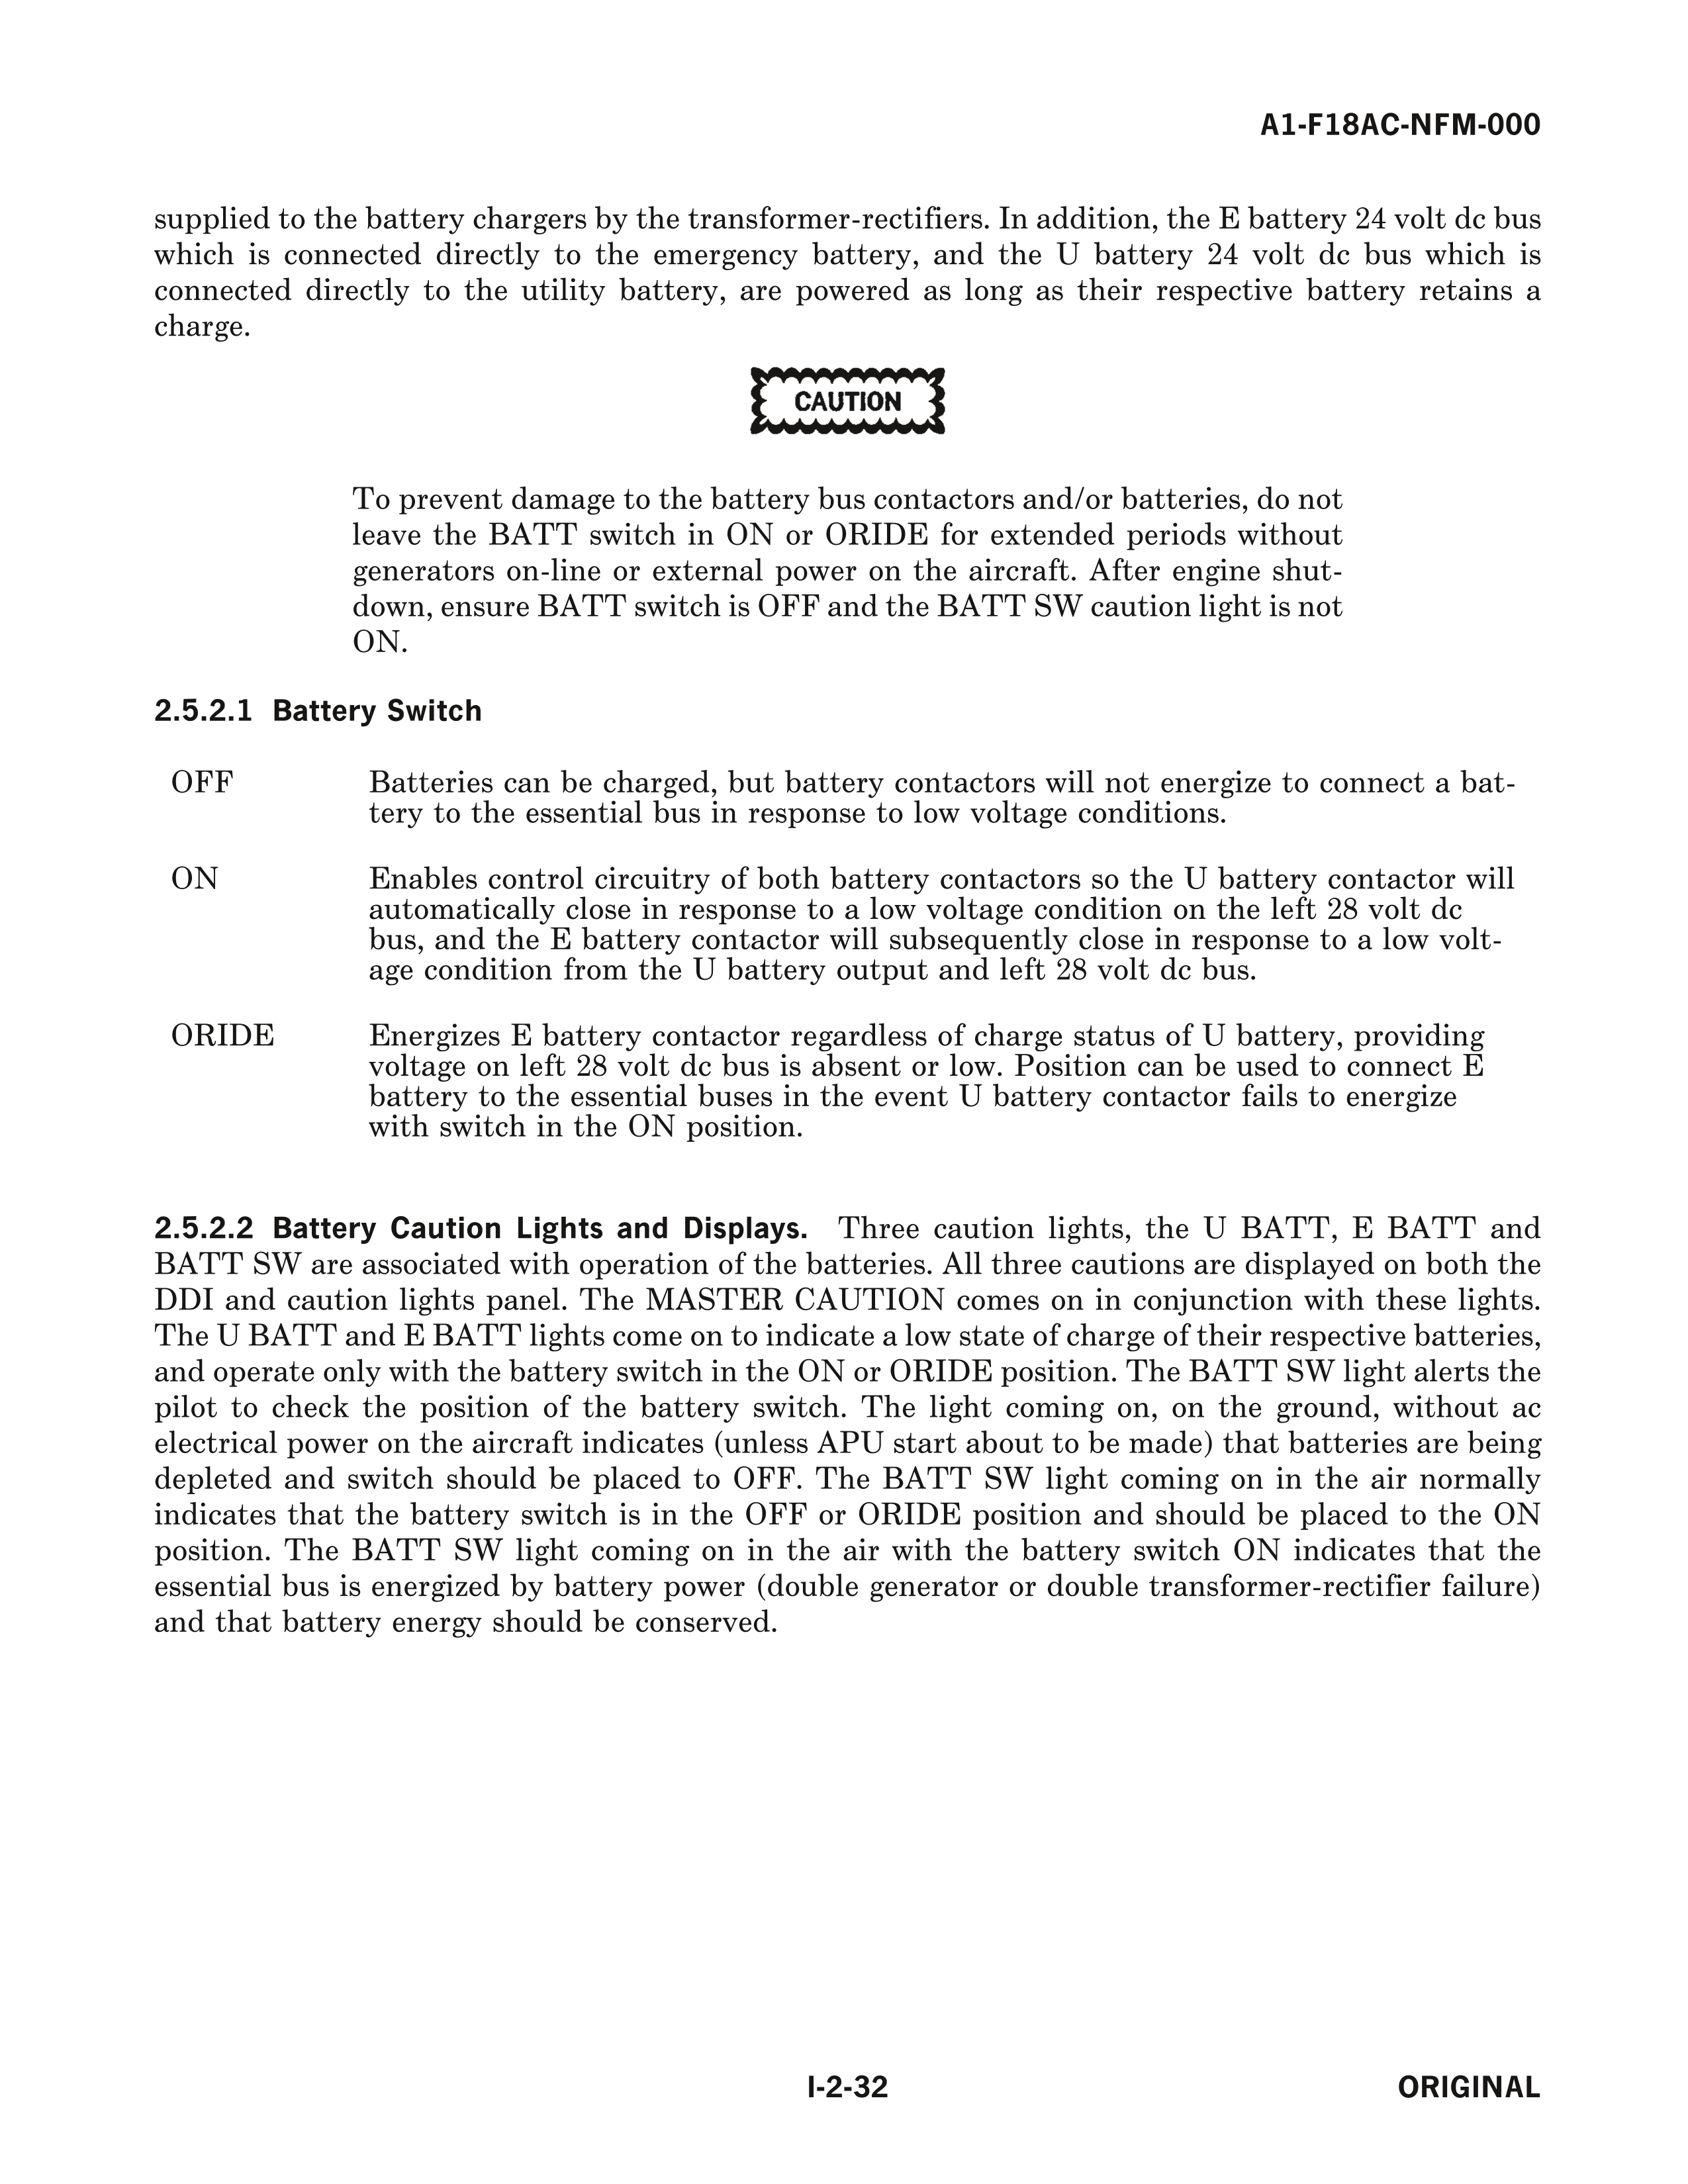 A1-F18AC-NFM-000
supplied to the battery chargers by the transformer-rectifiers. In addition, the E battery 24 volt dc bus
which is connected directly to the emergency battery, and the U battery 24 volt dc bus which is
connected directly to the utility battery, are powered as long as their respective battery retains a
charge.
CAUTION
To prevent damage to the battery bus contactors and/or batteries, do not
leave the BATT switch in ON or ORIDE for extended periods without
generators on-line or external power on the aircraft. After engine shut-
down, ensure BATT switch is OFF and the BATT SW caution light is not
ON.
2.5.2.1 Battery Switch
OFF Batteries can be charged, but battery contactors will not energize to connect a bat-
tery to the essential bus in response to low voltage conditions.
ON Enables control circuitry of both battery contactors so the U battery contactor will
automatically close in response to a low voltage condition on the left 28 volt dc
bus, and the E battery contactor will subsequently close in response to a low volt-
age condition from the U battery output and left 28 volt dc bus.
ORIDE Energizes E battery contactor regardless of charge status of U battery, providing
voltage on left 28 volt dc bus is absent or low. Position can be used to connect E
battery to the essential buses in the event U battery contactor fails to energize
with switch in the ON position.
2.5.2.2 Battery Caution Lights and Displays. Three caution lights, the U BATT, E BATT and
BATT SW are associated with operation of the batteries. All three cautions are displayed on both the
DDI and caution lights panel. The MASTER CAUTION comes on in conjunction with these lights.
The U BATT and E BATT lights come on to indicate a low state of charge of their respective batteries,
and operate only with the battery switch in the ON or ORIDE position. The BATT SW light alerts the
pilot to check the position of the battery switch. The light coming on, on the ground, without ac
electrical power on the aircraft indicates (unless APU start about to be made) that batteries are being
depleted and switch should be placed to OFF. The BATT SW light coming on in the air normally
indicates that the battery switch is in the OFF or ORIDE position and should be placed to the ON
position. The BATT SW light coming on in the air with the battery switch ON indicates that the
essential bus is energized by battery power (double generator or double transformer-rectifier failure)
and that battery energy should be conserved.
I-2-32 ORIGINAL